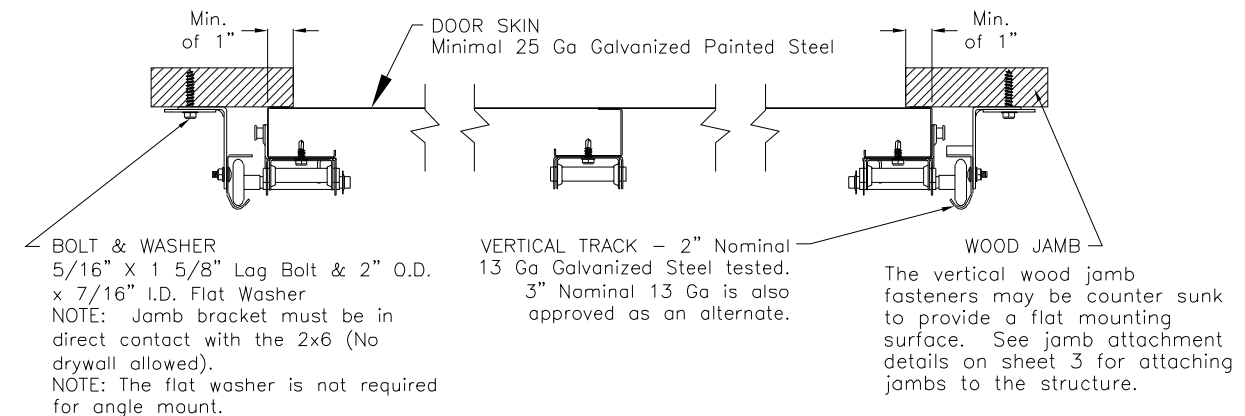 Min.
of 1”
DOOR SKIN
Minimal 25 Ga Galvanized Painted Steel
Min.
of 1”
BOLT & WASHER
5/16” X 1 5/8” Lag Bolt & 2” O.D.
x 7/16” I.D. Flat Washer
NOTE: Jamb bracket must be in
direct contact with the 2x6 (No
drywall allowed).
NOTE: The flat washer is not required
for angle mount.
VERTICAL TRACK – 2” Nominal
13 Ga Galvanized Steel tested.
3” Nominal 13 Ga is also
approved as an alternate.
WOOD JAMB
The vertical wood jamb
fasteners may be counter sunk
to provide a flat mounting
surface. See jamb attachment
details on sheet 3 for attaching
jambs to the structure.